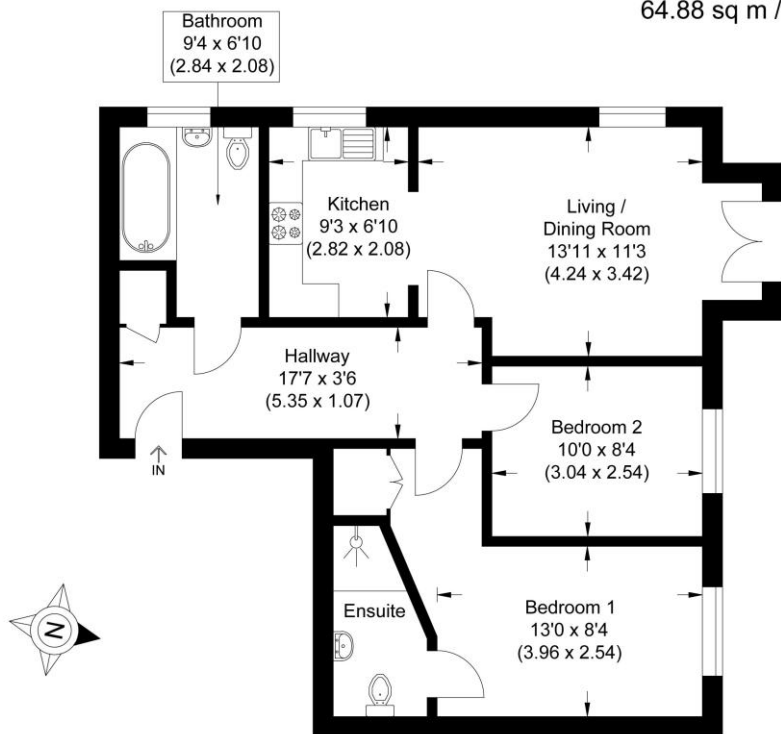 64.88 sq m /
Bathroom
9'4 x 6'10
(2.84 x 2.08)
Kitchen
9'3 x 6'10
(2.82 x 2.08)
Living /
Dining Room
13'11 x 11'3
(4.24 x 3.42)
Hallway
17'7 x 3'6
(5.35 x 1.07)
IN
Bedroom 2
10'0 x 8'4
(3.04 x 2.54)
Ensuite
Bedroom 1
13'0 x 8'4
(3.96 x 2.54)
N